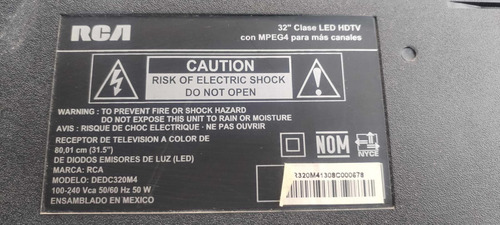 RCA
32" Clase LED HDTV
con MPEG4 para más canales
CAUTION
RISK OF ELECTRIC SHOCK
DO NOT OPEN
WARNING : TO PREVENT FIRE OR SHOCK HAZARD
DO NOT EXPOSE THIS UNIT TO RAIN OR MOISTURE
AVIS : RISQUE DE CHOC ELECTRIQUE - NE PAS OUVRIR
RECEPTOR DE TELEVISION A COLOR DE
80,01 cm (31.5")
DE DIODOS EMISORES DE LUZ (LED)
MARCA: RCA
MODELO: DEDC320M4
100-240 Vca 50/60 Hz 50 W
ENSAMBLADO EN MEXICO
NOM
NYCE
R320M41308C000678